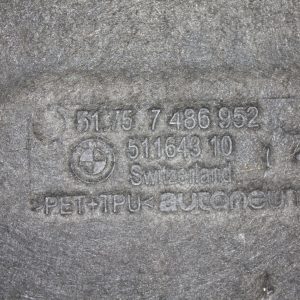 51.75 7 486 952
511643 10
Switzerland
>PET+TPU< autoneum